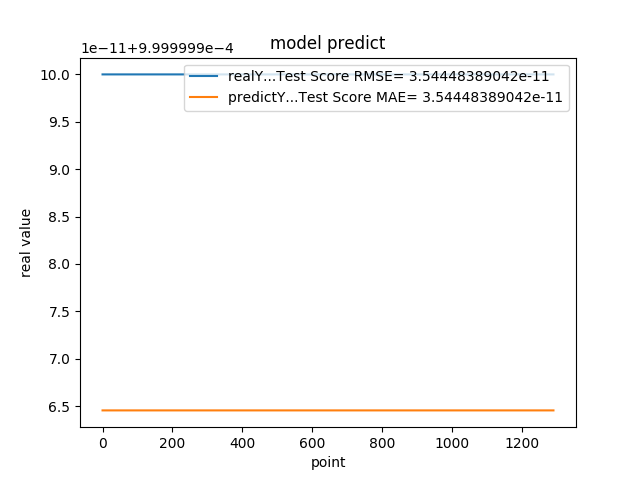 model predict
1e−11+9.999999e−4
realY...Test Score RMSE= 3.54448389042e-11
predictY...Test Score MAE= 3.54448389042e-11
10.0
9.5
9.0
8.5
8.0
7.5
7.0
6.5
real value
0 200 400 600 800 1000 1200
point